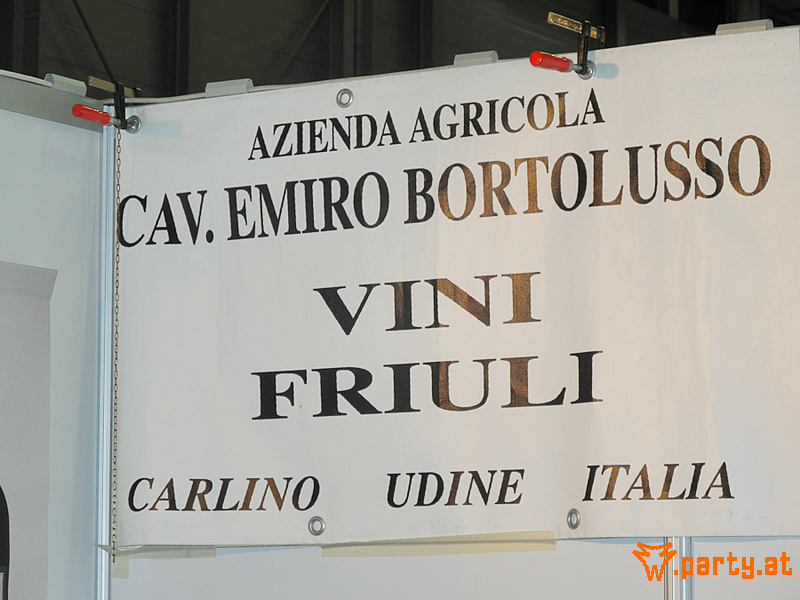 AZIENDA AGRICOLA
CAV. EMIRO BORTOLUSSO
VINI
FRIULI
CARLINO UDINE ITALIA
W.party.at